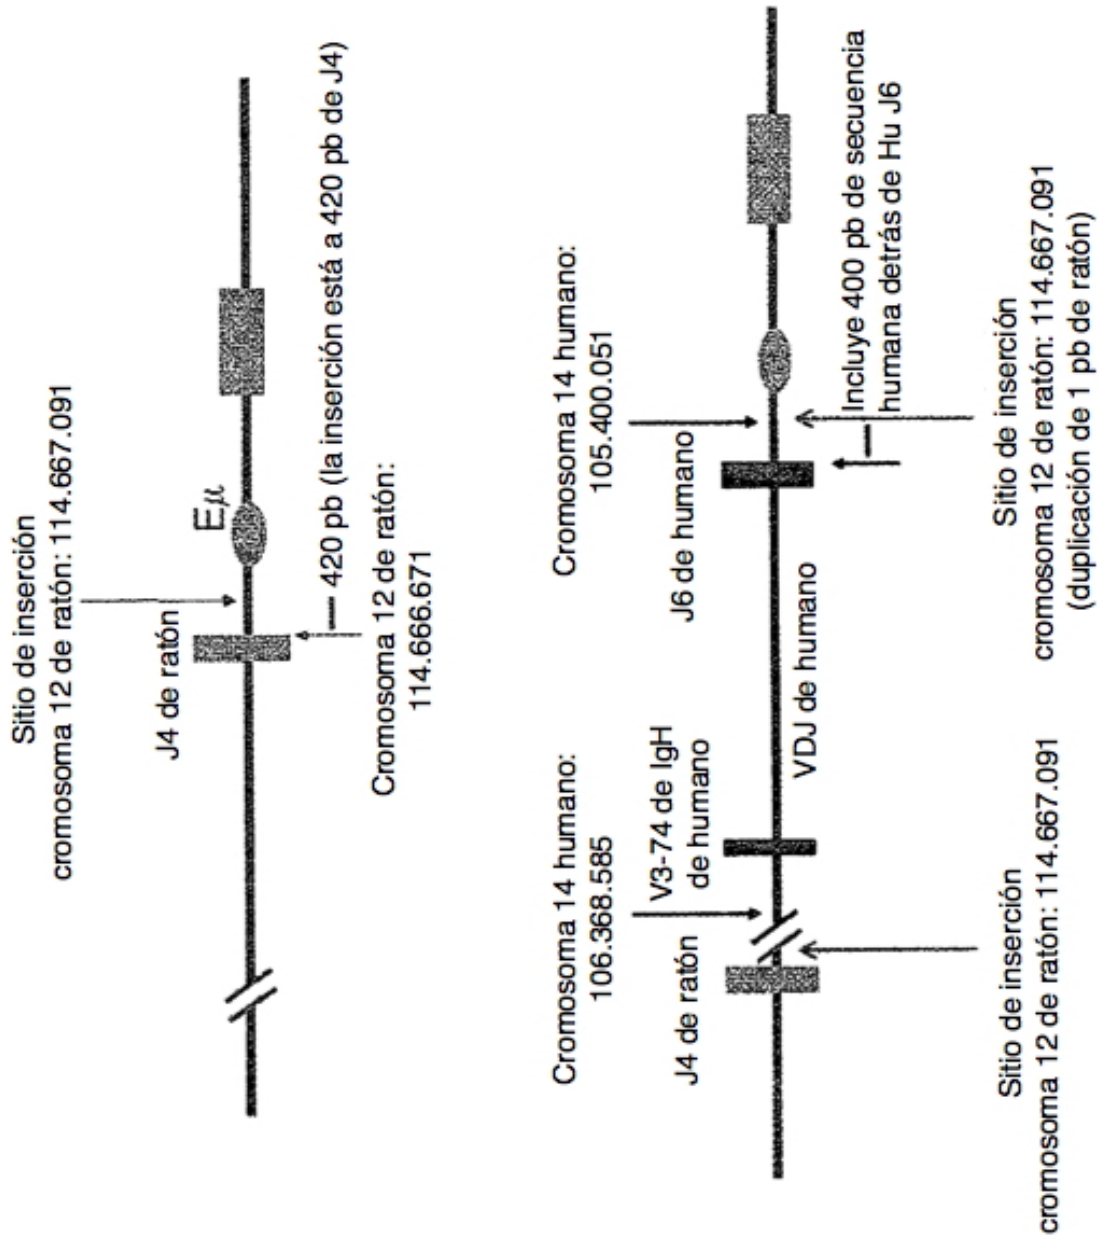 Sitio de inserción
cromosoma 12 de ratón: 114.667.091
J4 de ratón
Eμ
420 pb (la inserción está a 420 pb de J4)
Cromosoma 12 de ratón:
114.666.671
Cromosoma 14 humano:
106.368.585
V3-74 de IgH
de humano
J4 de ratón
Sitio de inserción
cromosoma 12 de ratón: 114.667.091
VDJ de humano
Cromosoma 14 humano:
105.400.051
J6 de humano
Incluye 400 pb de secuencia
humana detrás de Hu J6
Sitio de inserción
cromosoma 12 de ratón: 114.667.091
(duplicación de 1 pb de ratón)